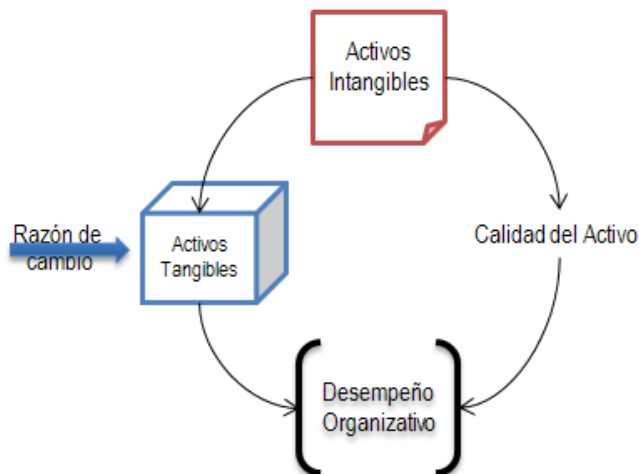 Activos
Intangibles
Razón de
cambio
Activos
Tangibles
Calidad del Activo
Desempeño
Organizativo